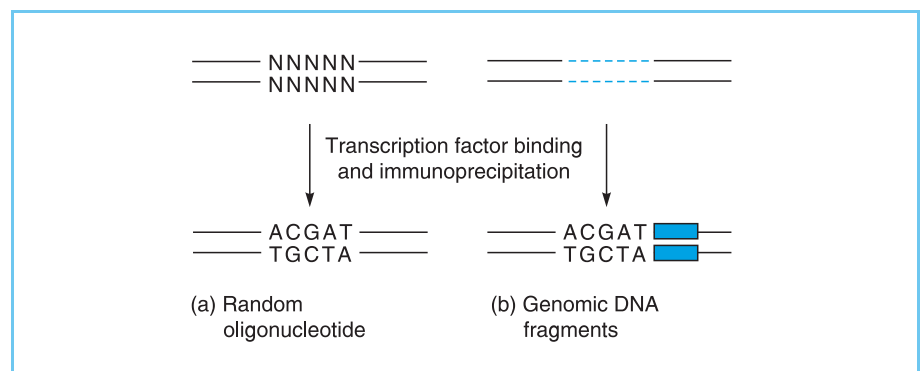 NNNNN
NNNNN
Transcription factor binding
and immunoprecipitation
ACGAT
TGCTA
ACGAT
TGCTA
(a) Random
oligonucleotide
(b) Genomic DNA
fragments